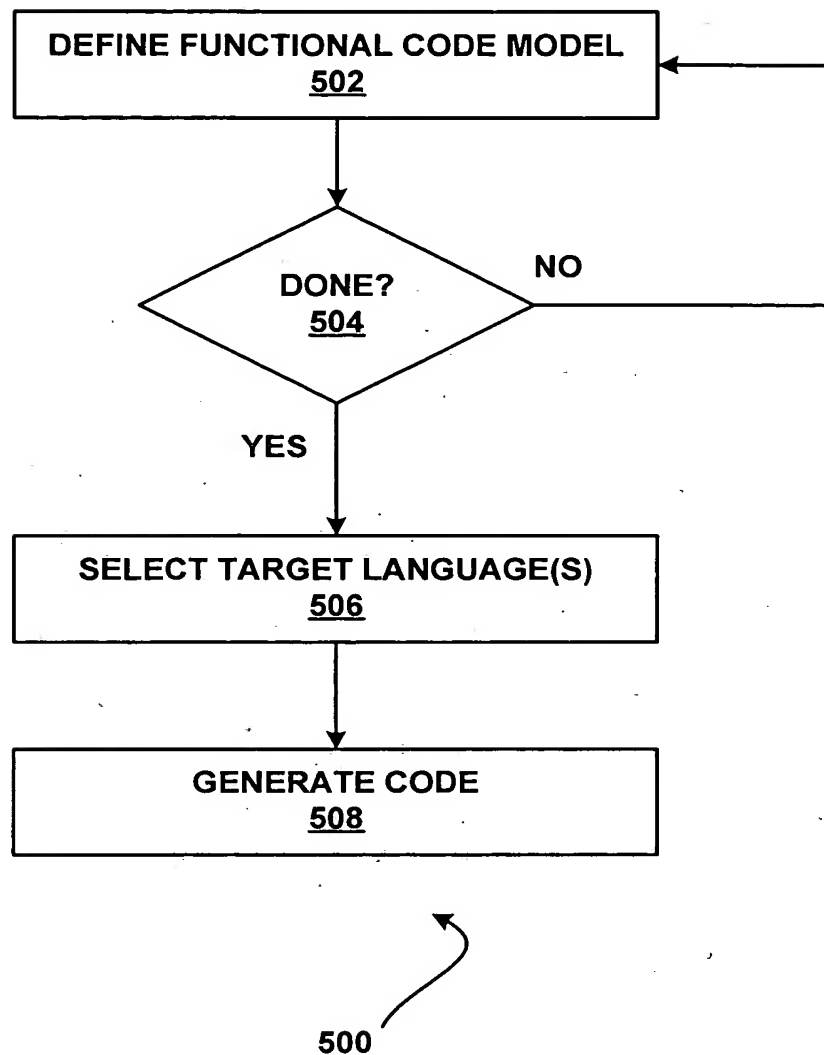 DEFINE FUNCTIONAL CODE MODEL
502
DONE?
504
NO
YES
SELECT TARGET LANGUAGE(S)
506
GENERATE CODE
508
500